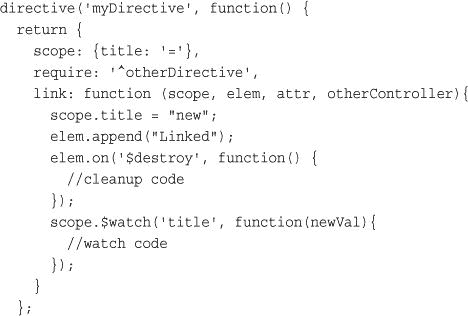 directive('myDirective', function() {
  return {
    scope: {title: '='},
    require: '^otherDirective',
    link: function (scope, elem, attr, otherController){
      scope.title = "new";
      elem.append("Linked");
      elem.on('$destroy', function() {
        //cleanup code
      });
      scope.$watch('title', function(newVal){
        //watch code
      });
    }
  };